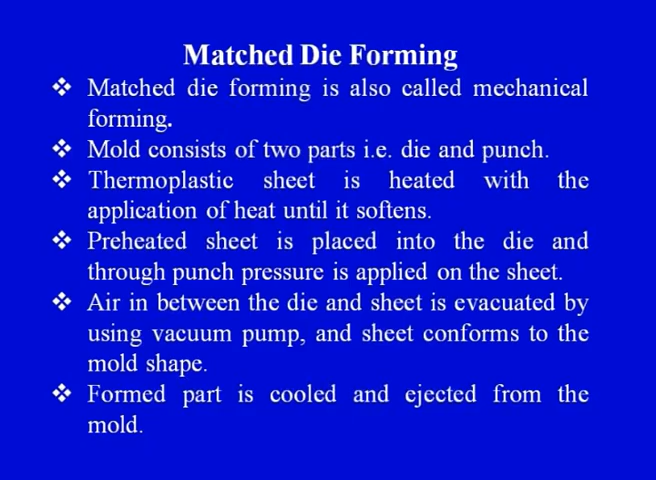 Matched Die Forming
❖ Matched die forming is also called mechanical
forming.
❖ Mold consists of two parts i.e. die and punch.
❖ Thermoplastic sheet is heated with the
application of heat until it softens.
❖ Preheated sheet is placed into the die and
through punch pressure is applied on the sheet.
❖ Air in between the die and sheet is evacuated by
using vacuum pump, and sheet conforms to the
mold shape.
❖ Formed part is cooled and ejected from the
mold.